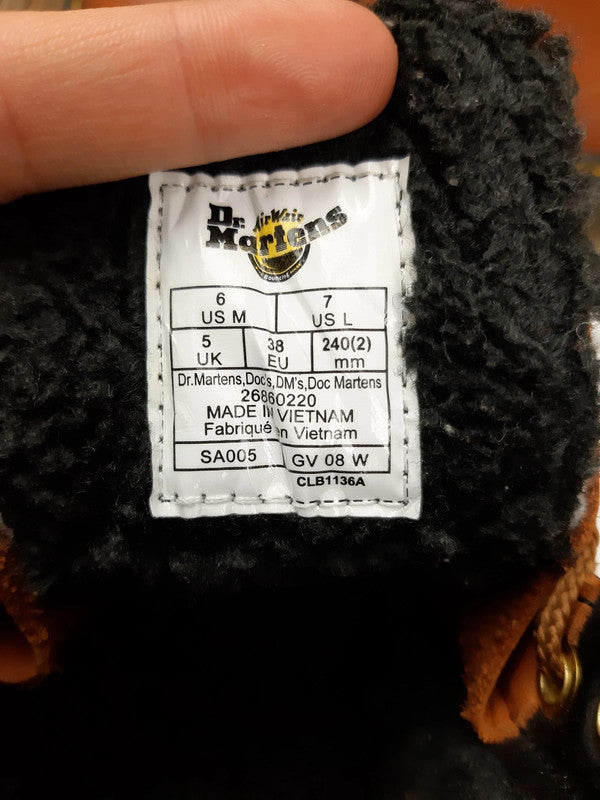 Dr. AirWair
Martens
6 7
US M US L
5 38 240(2)
UK EU mm
Dr.Martens,Doc's,DM's,Doc Martens
26860220
MADE IN VIETNAM
Fabriqué en Vietnam
SA005 GV 08 W
CLB1136A